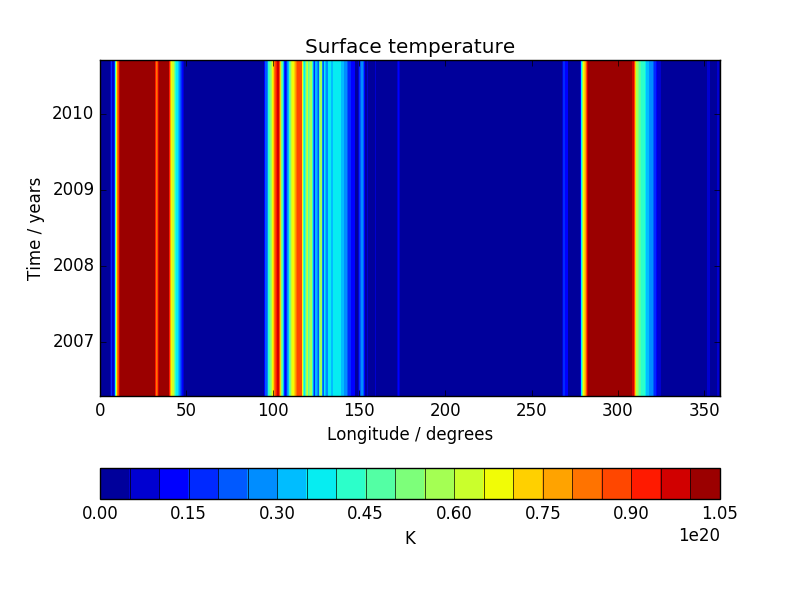 Surface temperature
Time / years
2010
2009
2008
2007
0 50 100 150 200 250 300 350
Longitude / degrees
0.00 0.15 0.30 0.45 0.60 0.75 0.90 1.05
1e20
K